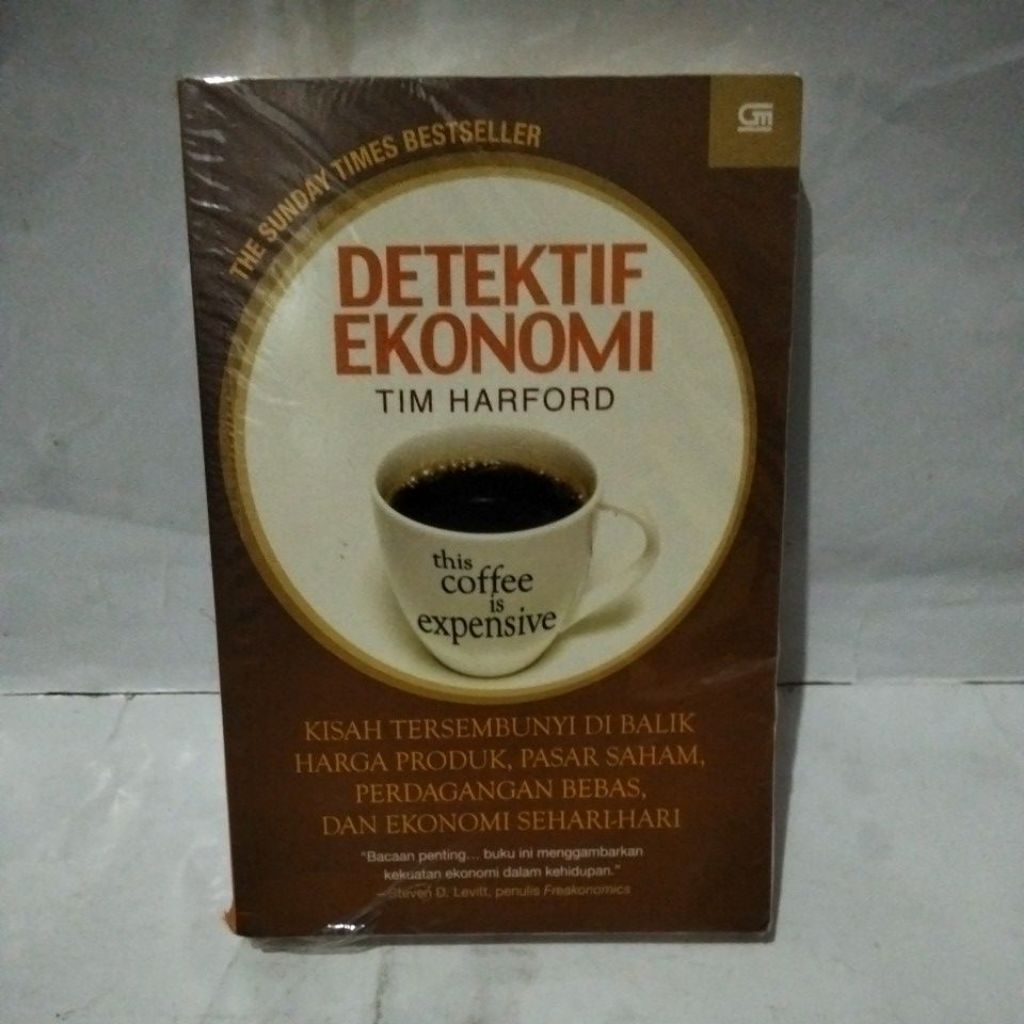 THE SUNDAY TIMES BESTSELLER
GM
DETEKTIF
EKONOMI
TIM HARFORD
this
coffee
is
expensive
KISAH TERSEMBUNYI DI BALIK
HARGA PRODUK, PASAR SAHAM,
PERDAGANGAN BEBAS,
DAN EKONOMI SEHARI-HARI
"Bacaan penting... buku ini menggambarkan
kekuatan ekonomi dalam kehidupan."
—Steven D. Levitt, penulis Freakonomics